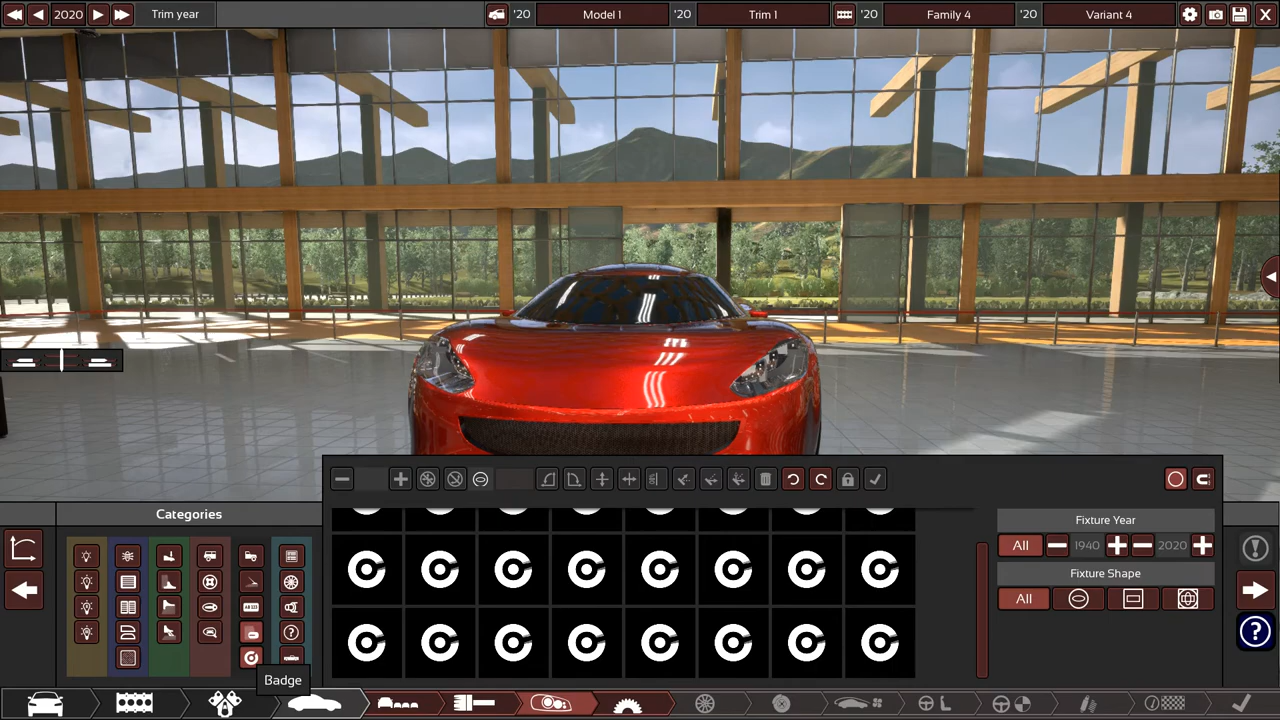 2020
Trim year
'20
Model 1
'20
Trim 1
'20
Family 4
'20
Variant 4
Categories
Fixture Year
All
1940
2020
Fixture Shape
All
Badge